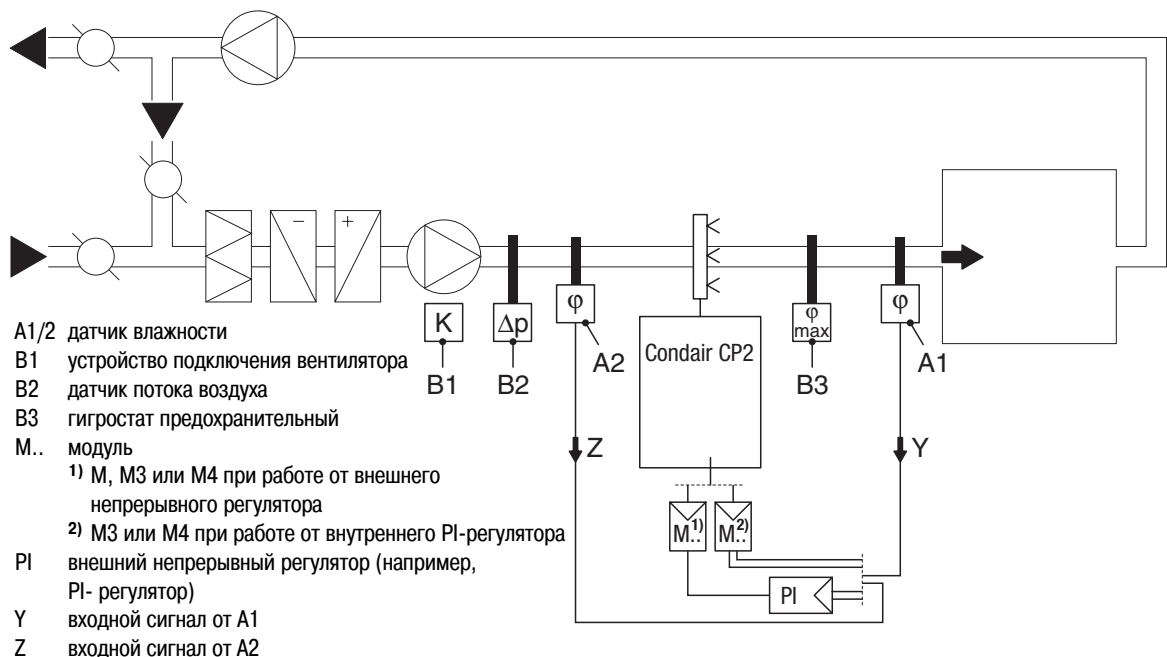 − +
K
Δp
φ
φ
max
φ
Condair CP2
B1
B2
A2
B3
A1
Z
Y
M..1)
M..2)
PI
A1/2 датчик влажности
B1 устройство подключения вентилятора
B2 датчик потока воздуха
B3 гигростат предохранительный
M.. модуль
1) M, M3 или M4 при работе от внешнего
непрерывного регулятора
2) M3 или M4 при работе от внутреннего PI-регулятора
PI внешний непрерывный регулятор (например,
PI- регулятор)
Y входной сигнал от A1
Z входной сигнал от A2